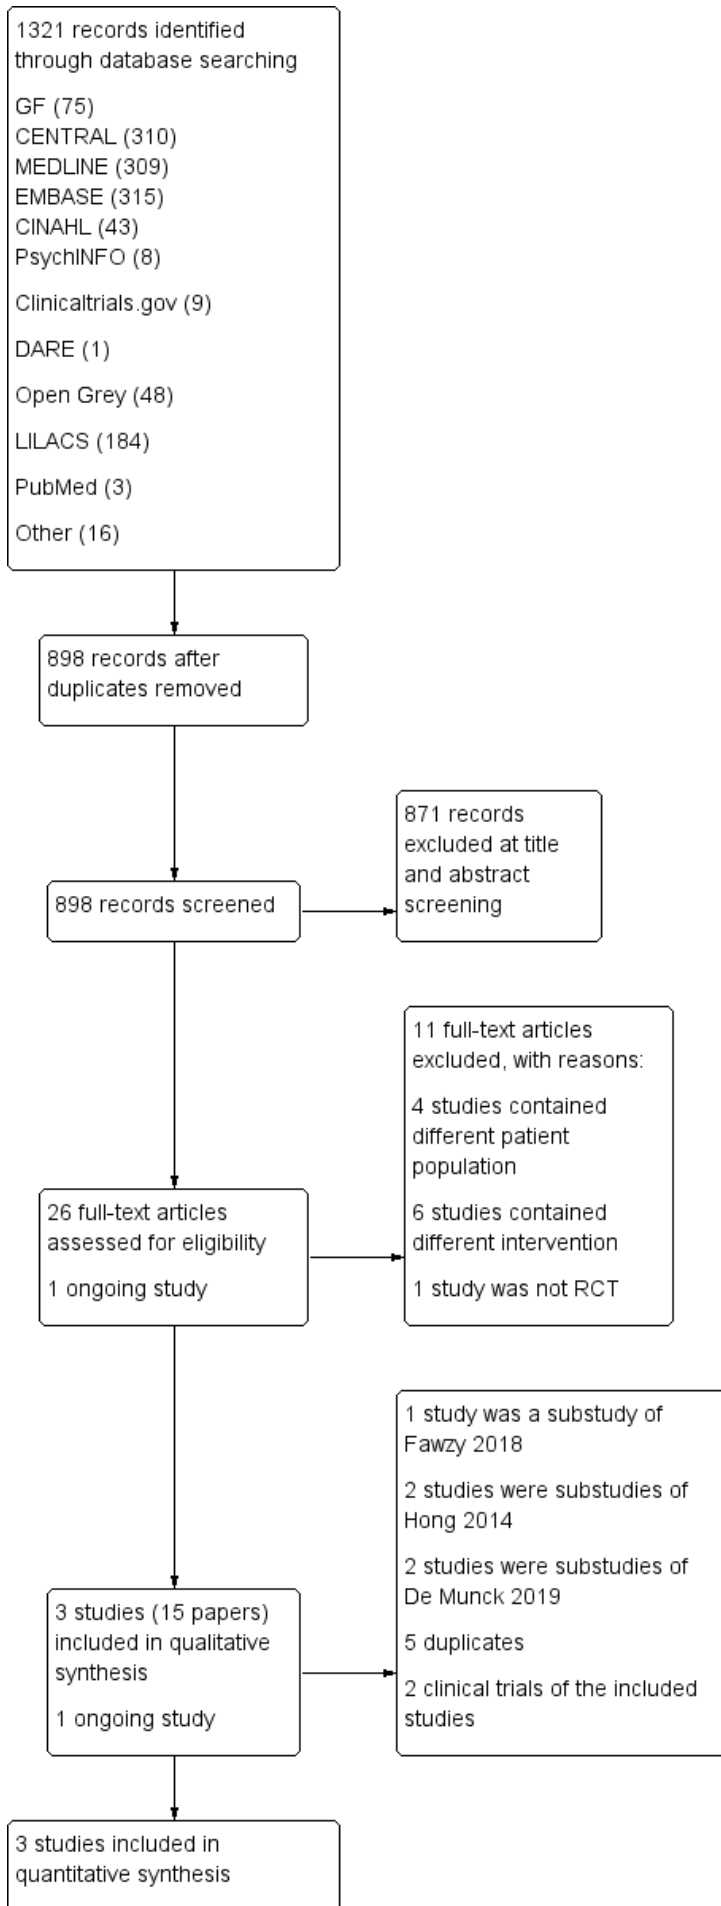 1321 records identified
through database searching
GF (75)
CENTRAL (310)
MEDLINE (309)
EMBASE (315)
CINAHL (43)
PsychINFO (8)
Clinicaltrials.gov (9)
DARE (1)
Open Grey (48)
LILACS (184)
PubMed (3)
Other (16)
898 records after
duplicates removed
871 records
excluded at title
and abstract
screening
898 records screened
11 full-text articles
excluded, with reasons:
4 studies contained
different patient
population
6 studies contained
different intervention
1 study was not RCT
26 full-text articles
assessed for eligibility
1 ongoing study
1 study was a substudy of
Fawzy 2018
2 studies were substudies of
Hong 2014
2 studies were substudies of
De Munck 2019
5 duplicates
2 clinical trials of the included
studies
3 studies (15 papers)
included in qualitative
synthesis
1 ongoing study
3 studies included in
quantitative synthesis